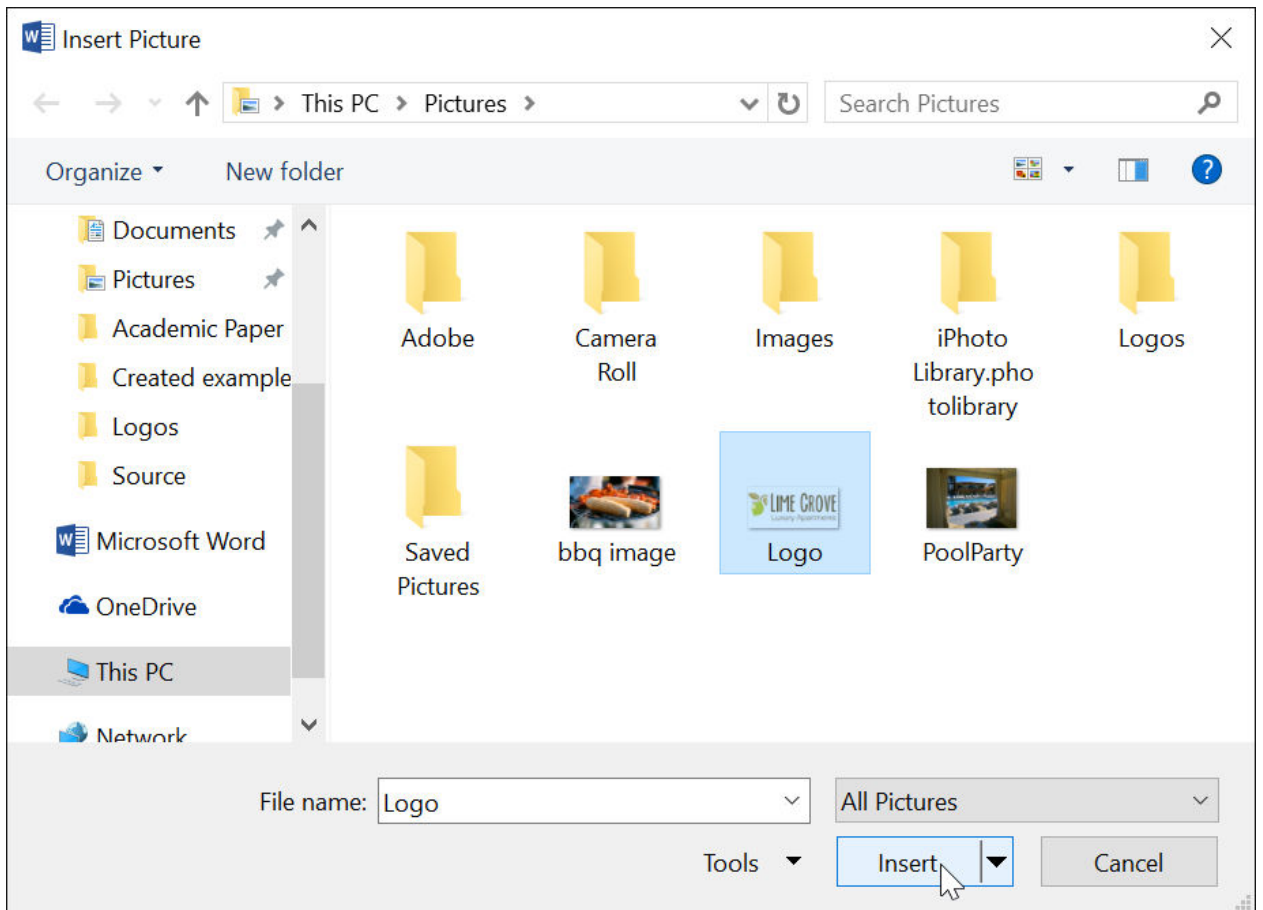 Insert Picture
This PC > Pictures >
Search Pictures
Organize
New folder
Documents
Pictures
Academic Paper
Created example
Logos
Source
Microsoft Word
OneDrive
This PC
Network
Adobe
Camera
Roll
Images
iPhoto
Library.pho
tolibrary
Logos
Saved
Pictures
bbq image
LIME GROVE
Luxury Apartments
Logo
PoolParty
File name: Logo
All Pictures
Tools
Insert
Cancel